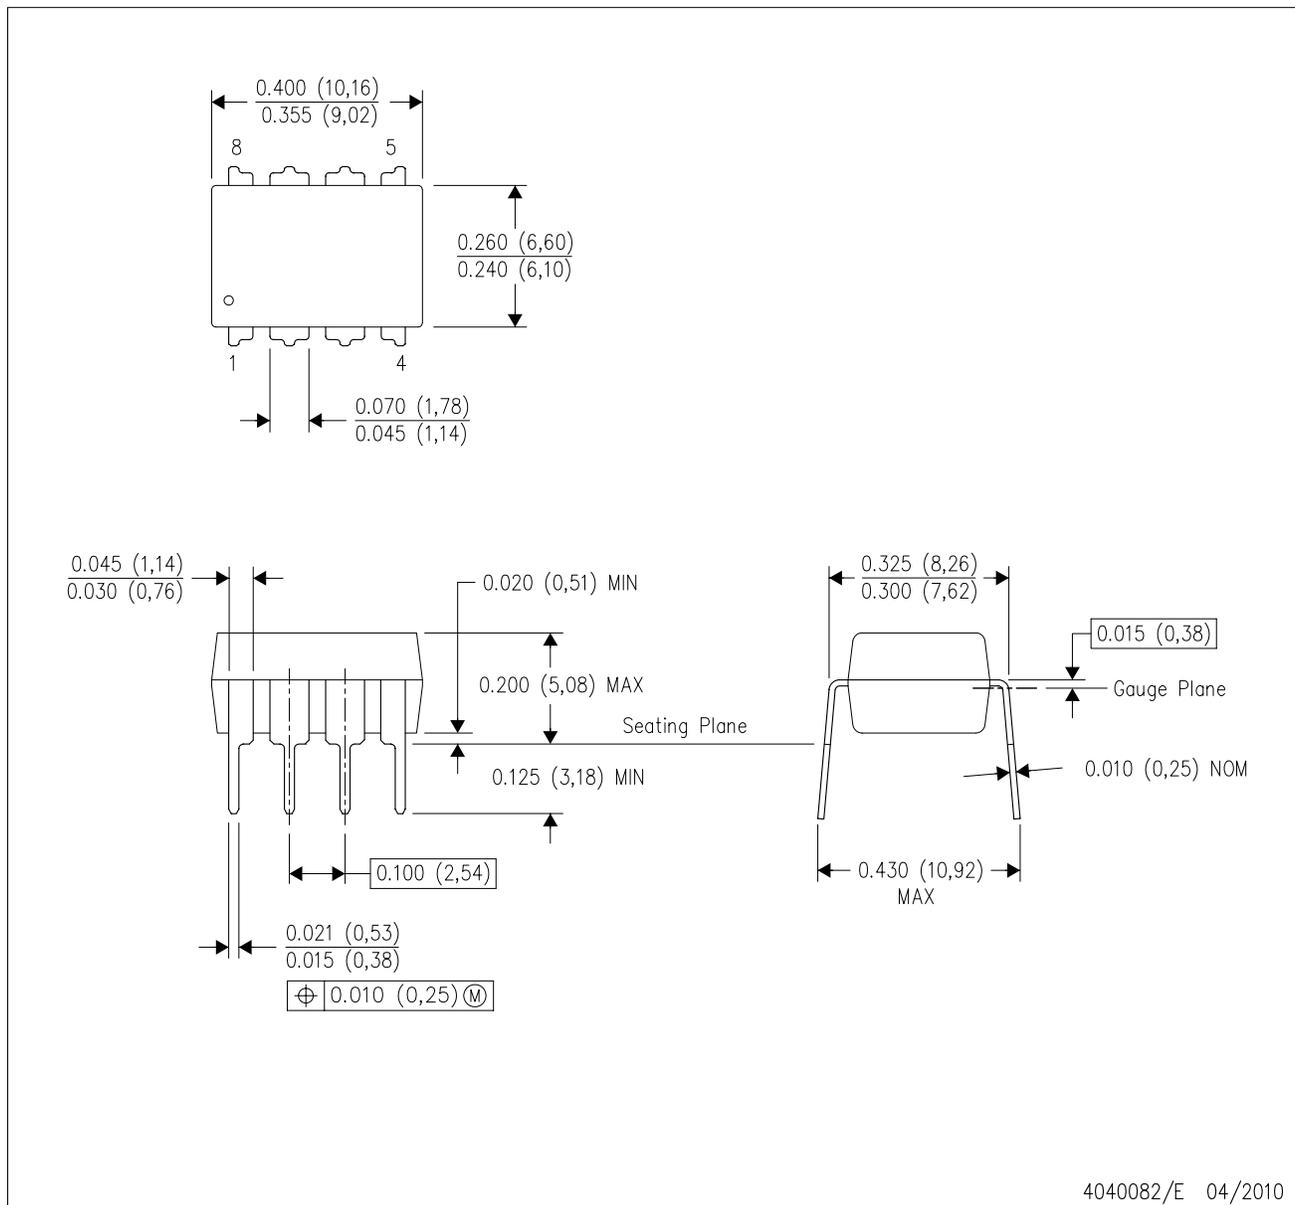 0.400 (10,16)
0.355 (9,02)
8
5
0.260 (6,60)
0.240 (6,10)
1
4
0.070 (1,78)
0.045 (1,14)
0.045 (1,14)
0.030 (0,76)
0.020 (0,51) MIN
0.325 (8,26)
0.300 (7,62)
0.015 (0,38)
0.200 (5,08) MAX
Gauge Plane
Seating Plane
0.125 (3,18) MIN
0.010 (0,25) NOM
0.100 (2,54)
0.430 (10,92)
MAX
0.021 (0,53)
0.015 (0,38)
⌖ 0.010 (0,25) Ⓜ
4040082/E 04/2010